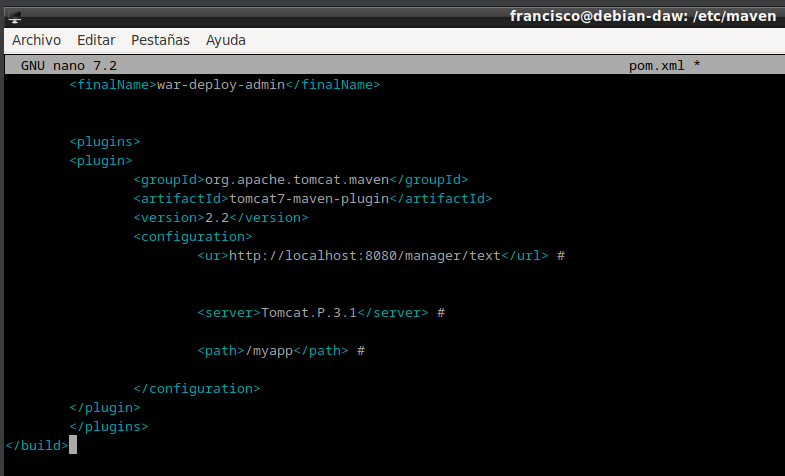 francisco@debian-daw: /etc/maven
Archivo Editar Pestañas Ayuda
GNU nano 7.2 pom.xml *
<finalName>war-deploy-admin</finalName>
<plugins>
<plugin>
<groupId>org.apache.tomcat.maven</groupId>
<artifactId>tomcat7-maven-plugin</artifactId>
<version>2.2</version>
<configuration>
<ur>http://localhost:8080/manager/text</url> #
<server>Tomcat.P.3.1</server> #
<path>/myapp</path> #
</configuration>
</plugin>
</plugins>
</build>